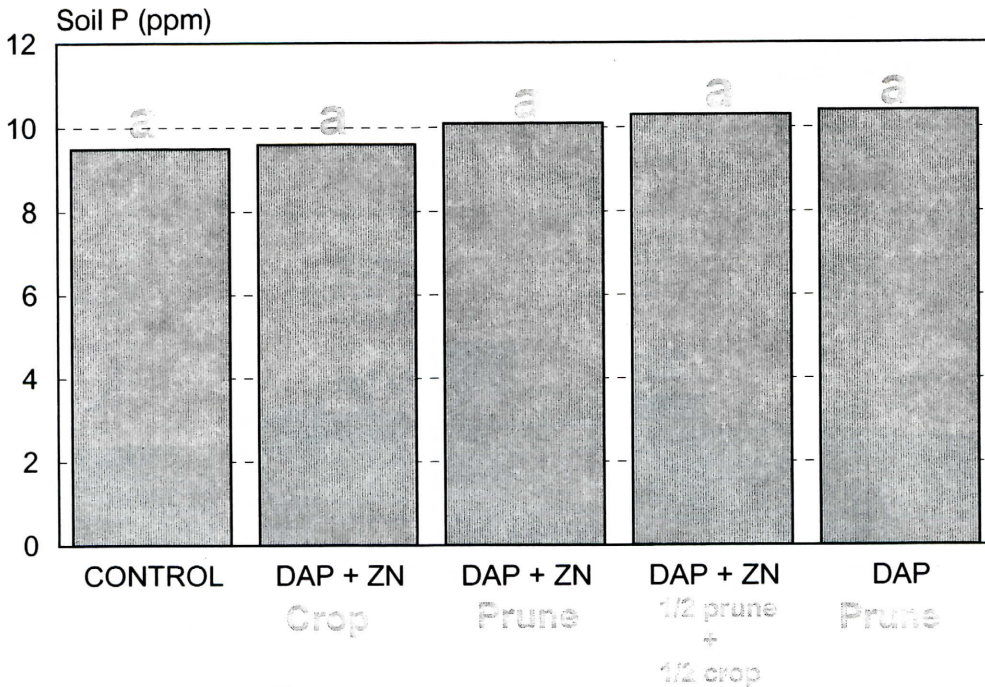 Soil P (ppm)
12
10
8
6
4
2
0
a a a a a
CONTROL DAP + ZN DAP + ZN DAP + ZN DAP
Crop Prune 1/2 prune Prune
+
1/2 crop